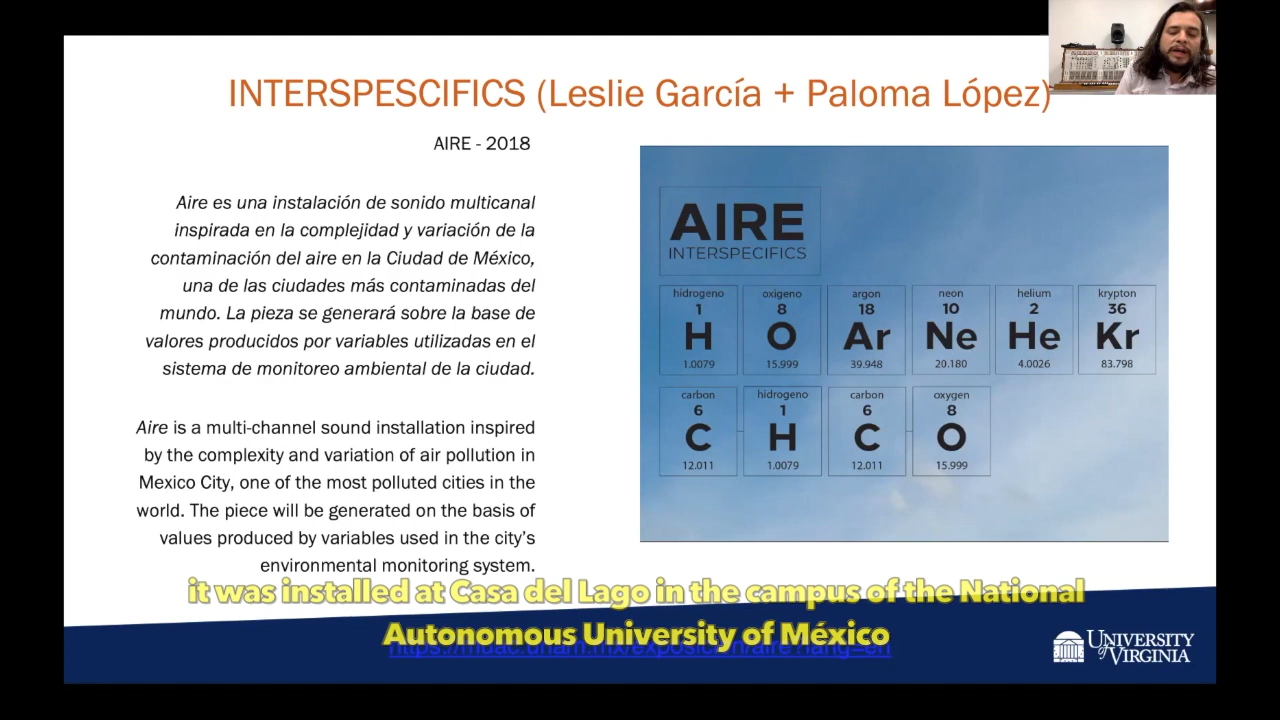 INTERSPESCIFICS (Leslie García + Paloma López)
AIRE - 2018
Aire es una instalación de sonido multicanal
inspirada en la complejidad y variación de la
contaminación del aire en la Ciudad de México,
una de las ciudades más contaminadas del
mundo. La pieza se generará sobre la base de
valores producidos por variables utilizadas en el
sistema de monitoreo ambiental de la ciudad.
Aire is a multi-channel sound installation inspired
by the complexity and variation of air pollution in
Mexico City, one of the most polluted cities in the
world. The piece will be generated on the basis of
values produced by variables used in the city's
environmental monitoring system.
AIRE
INTERSPECIFICS
hidrogeno oxigeno argon neon helium krypton
1 8 18 10 2 36
H O Ar Ne He Kr
1.0079 15.999 39.948 20.180 4.0026 83.798
carbon hidrogeno carbon oxygen
6 1 6 8
C H C O
12.011 1.0079 12.011 15.999
it was installed at Casa del Lago in the campus of the National
Autonomous University of México
https://muac.unam.mx/exposicion/aire?lang=en
UNIVERSITY
of VIRGINIA